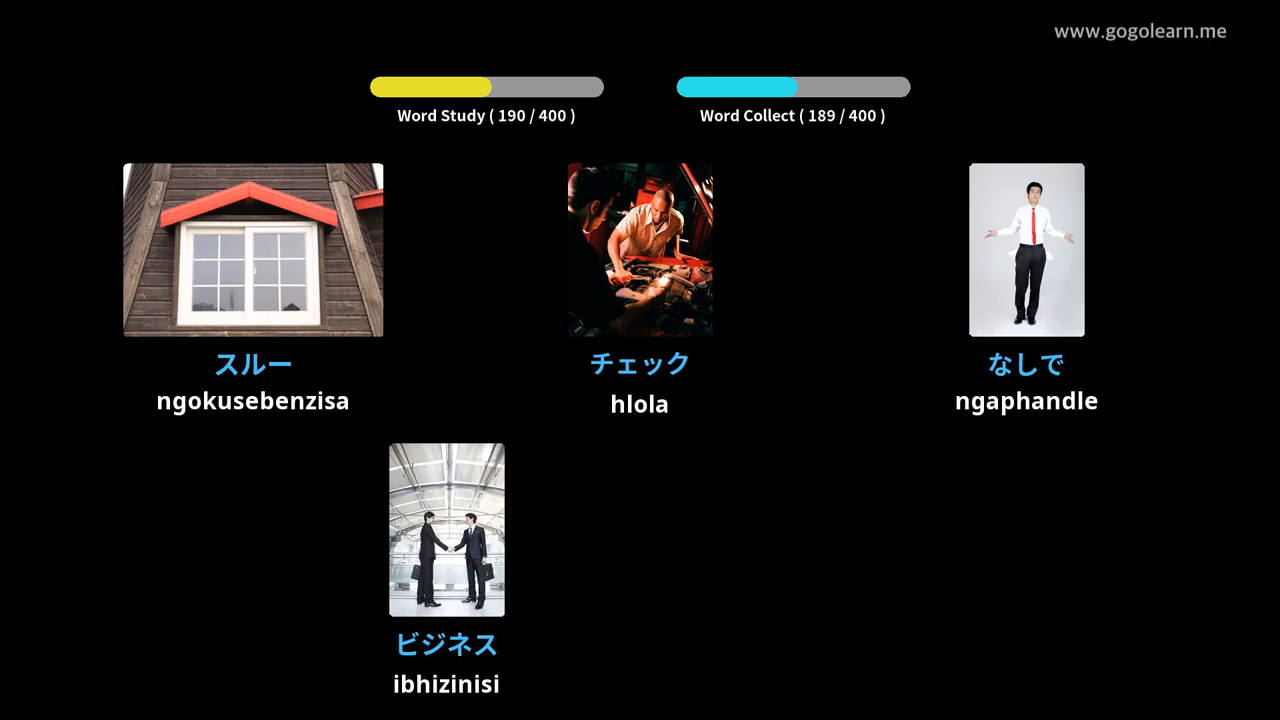 www.gogolearn.me
Word Study ( 190 / 400 )
Word Collect ( 189 / 400 )
スルー
ngokusebenzisa
チェック
hlola
なしで
ngaphandle
ビジネス
ibhizinisi